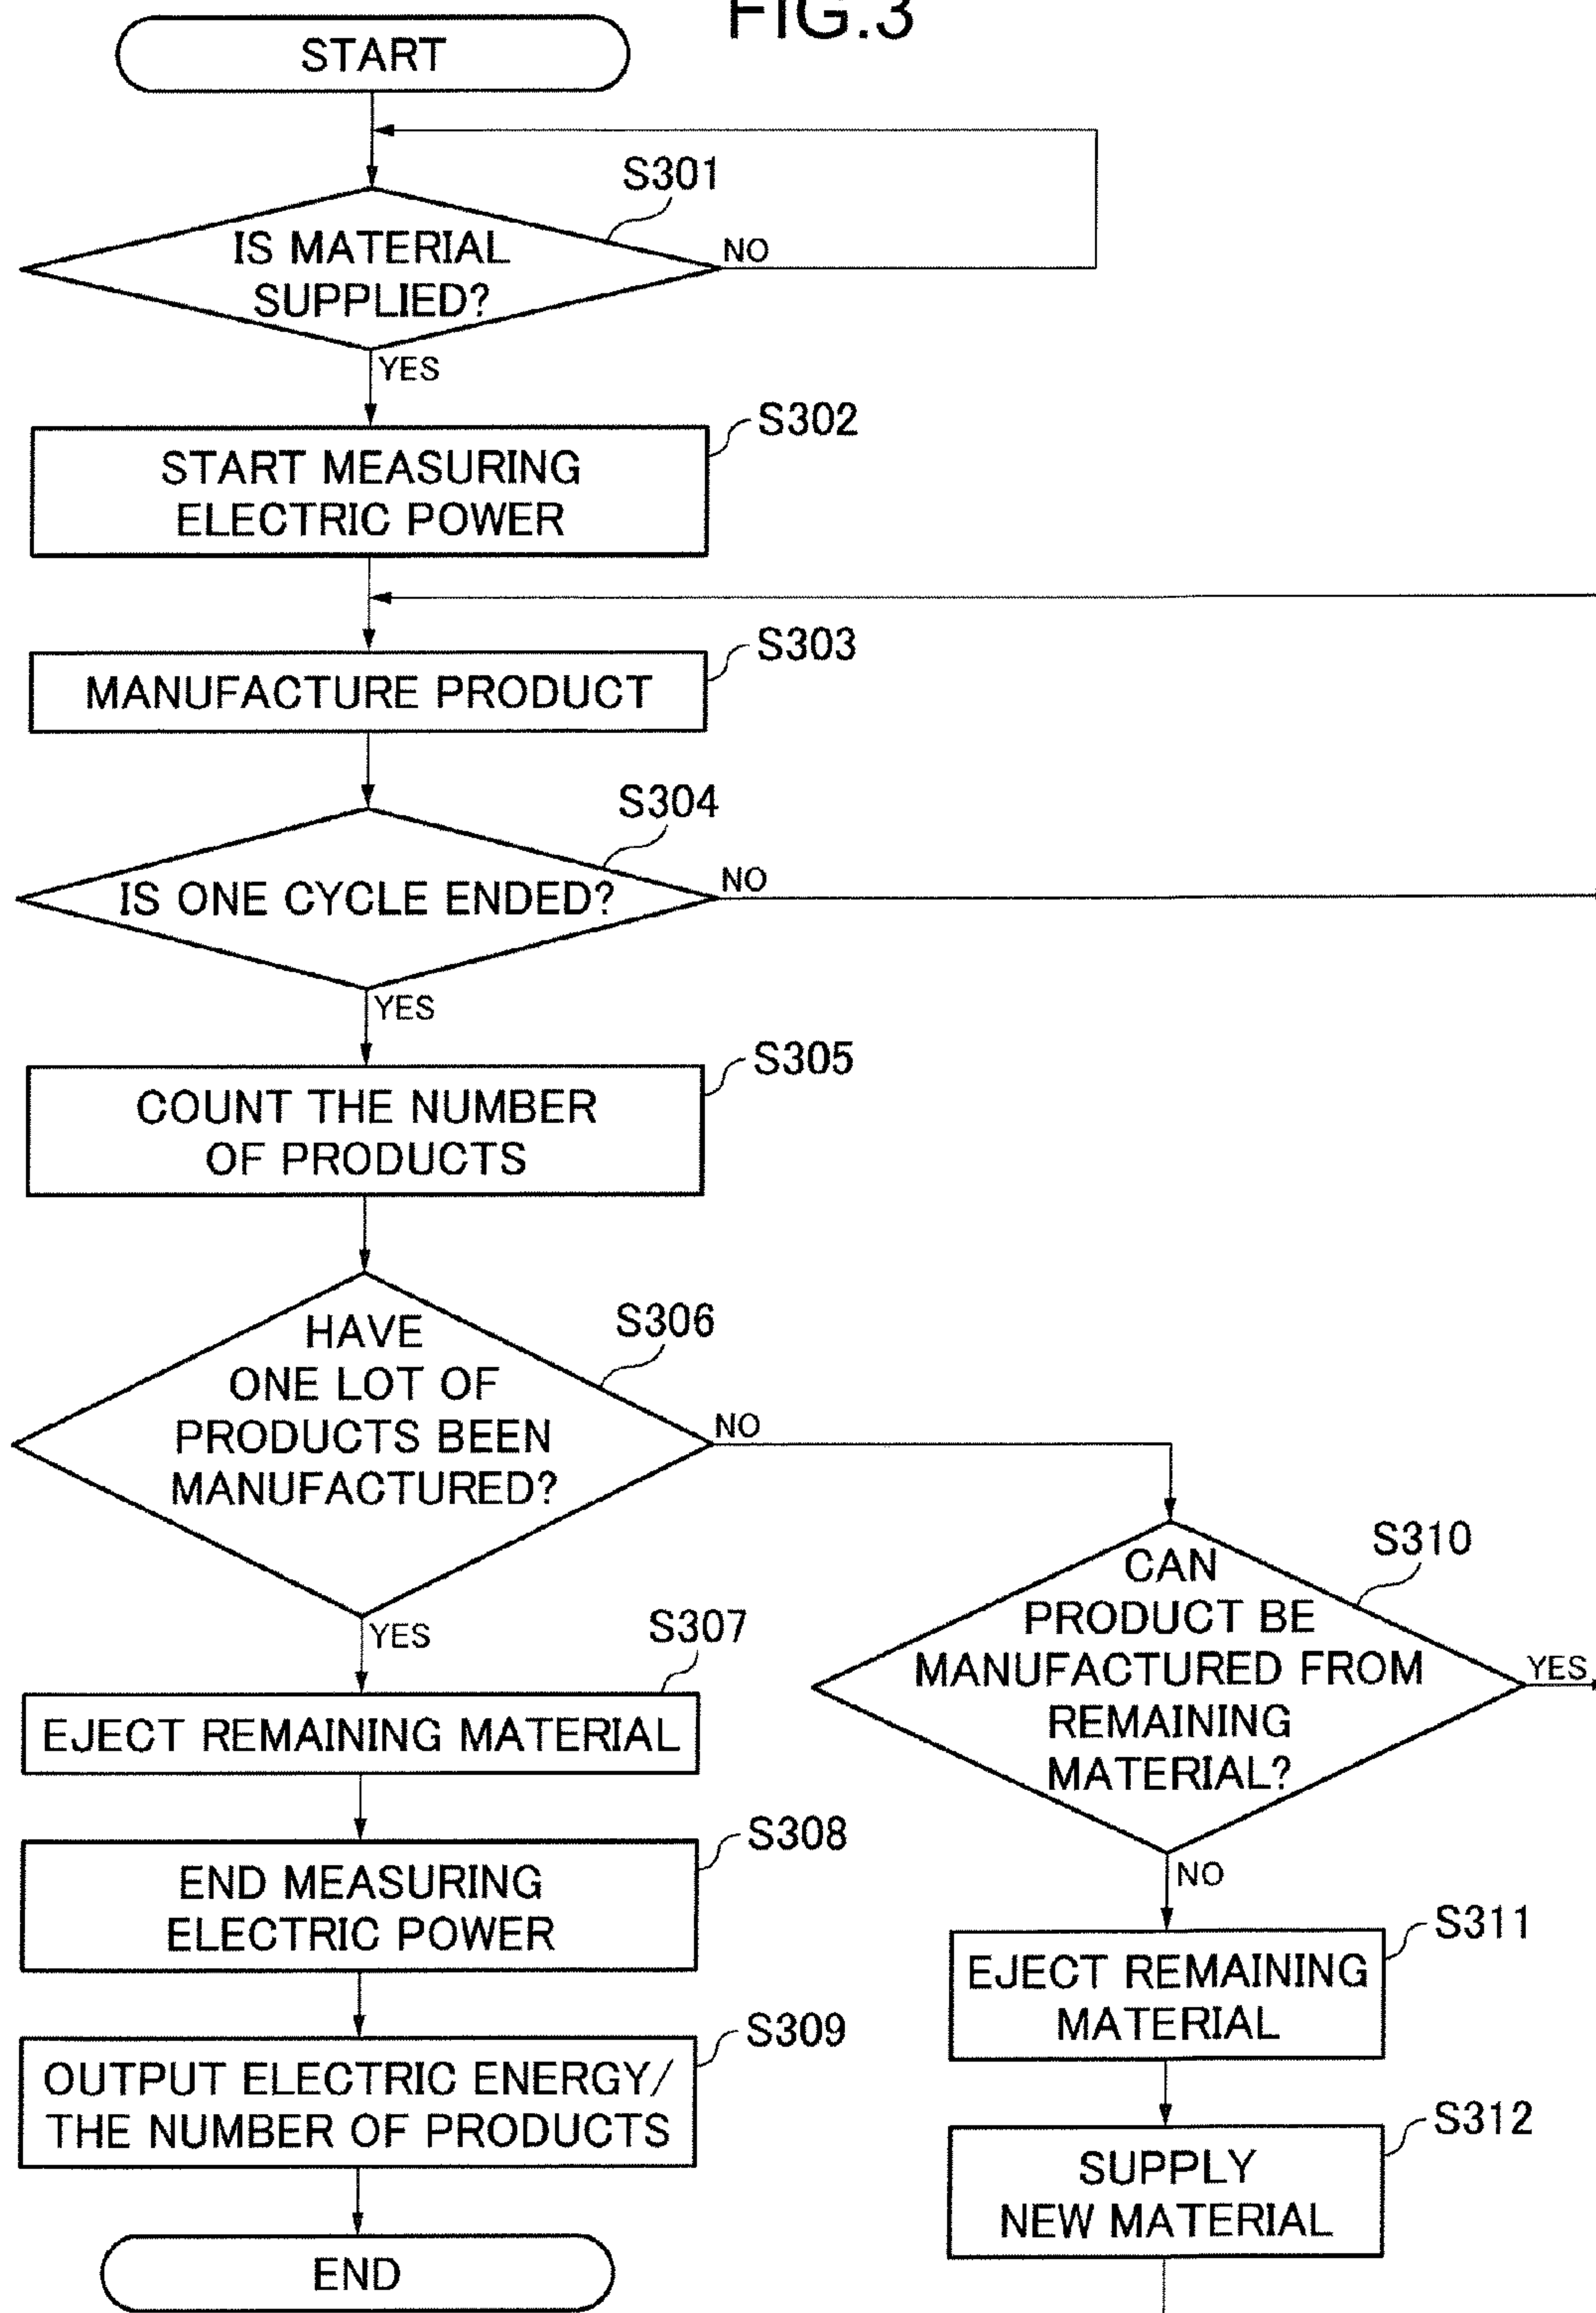 FIG.3
START
S301
IS MATERIAL
SUPPLIED?
NO
YES
S302
START MEASURING
ELECTRIC POWER
S303
MANUFACTURE PRODUCT
S304
IS ONE CYCLE ENDED?
NO
YES
S305
COUNT THE NUMBER
OF PRODUCTS
S306
HAVE
ONE LOT OF
PRODUCTS BEEN
MANUFACTURED?
NO
YES
S307
EJECT REMAINING MATERIAL
S308
END MEASURING
ELECTRIC POWER
S309
OUTPUT ELECTRIC ENERGY/
THE NUMBER OF PRODUCTS
END
S310
CAN
PRODUCT BE
MANUFACTURED FROM
REMAINING
MATERIAL?
YES
NO
S311
EJECT REMAINING
MATERIAL
S312
SUPPLY
NEW MATERIAL